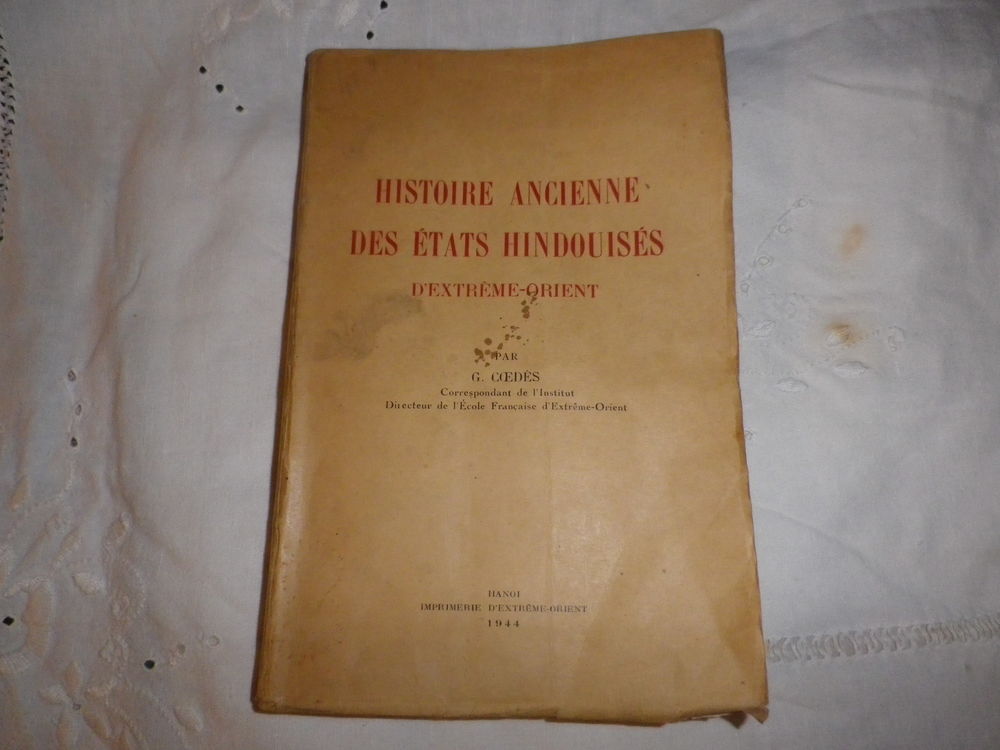 HISTOIRE ANCIENNE
DES ÉTATS HINDOUISÉS
D'EXTRÊME-ORIENT
PAR
G. CŒDÈS
Correspondant de l'Institut
Directeur de l'École Française d'Extrême-Orient
HANOI
IMPRIMERIE D'EXTRÊME-ORIENT
1944